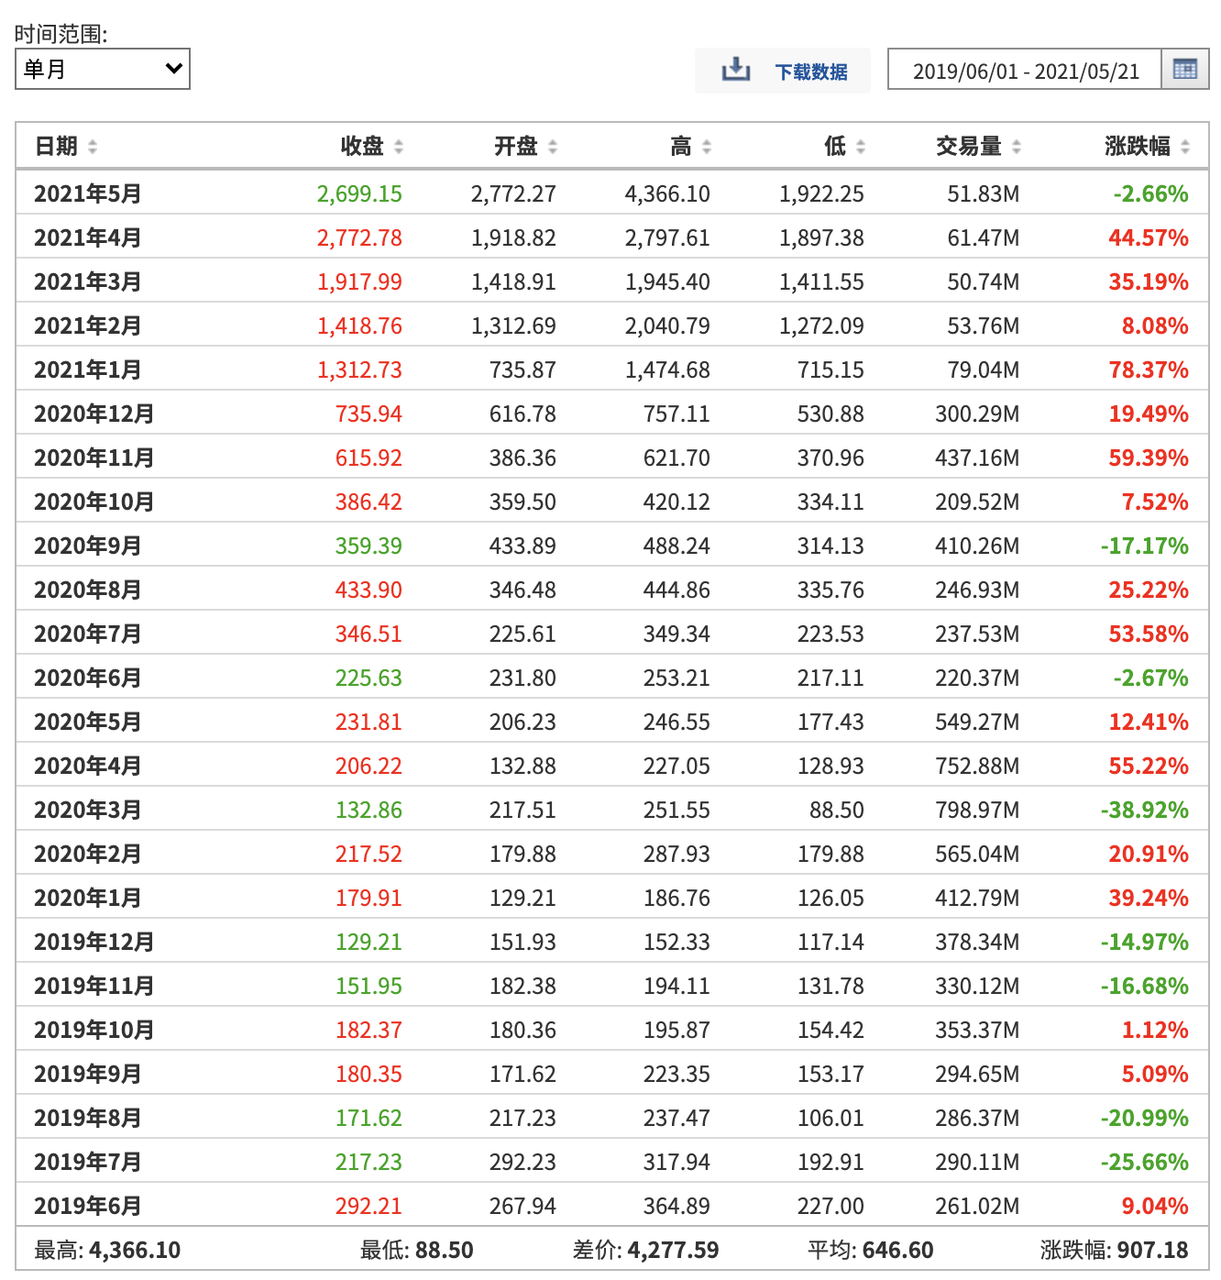 时间范围:
单月 下载数据 2019/06/01 - 2021/05/21
日期 收盘 开盘 高 低 交易量 涨跌幅
2021年5月 2,699.15 2,772.27 4,366.10 1,922.25 51.83M -2.66%
2021年4月 2,772.78 1,918.82 2,797.61 1,897.38 61.47M 44.57%
2021年3月 1,917.99 1,418.91 1,945.40 1,411.55 50.74M 35.19%
2021年2月 1,418.76 1,312.69 2,040.79 1,272.09 53.76M 8.08%
2021年1月 1,312.73 735.87 1,474.68 715.15 79.04M 78.37%
2020年12月 735.94 616.78 757.11 530.88 300.29M 19.49%
2020年11月 615.92 386.36 621.70 370.96 437.16M 59.39%
2020年10月 386.42 359.50 420.12 334.11 209.52M 7.52%
2020年9月 359.39 433.89 488.24 314.13 410.26M -17.17%
2020年8月 433.90 346.48 444.86 335.76 246.93M 25.22%
2020年7月 346.51 225.61 349.34 223.53 237.53M 53.58%
2020年6月 225.63 231.80 253.21 217.11 220.37M -2.67%
2020年5月 231.81 206.23 246.55 177.43 549.27M 12.41%
2020年4月 206.22 132.88 227.05 128.93 752.88M 55.22%
2020年3月 132.86 217.51 251.55 88.50 798.97M -38.92%
2020年2月 217.52 179.88 287.93 179.88 565.04M 20.91%
2020年1月 179.91 129.21 186.76 126.05 412.79M 39.24%
2019年12月 129.21 151.93 152.33 117.14 378.34M -14.97%
2019年11月 151.95 182.38 194.11 131.78 330.12M -16.68%
2019年10月 182.37 180.36 195.87 154.42 353.37M 1.12%
2019年9月 180.35 171.62 223.35 153.17 294.65M 5.09%
2019年8月 171.62 217.23 237.47 106.01 286.37M -20.99%
2019年7月 217.23 292.23 317.94 192.91 290.11M -25.66%
2019年6月 292.21 267.94 364.89 227.00 261.02M 9.04%
最高: 4,366.10 最低: 88.50 差价: 4,277.59 平均: 646.60 涨跌幅: 907.18